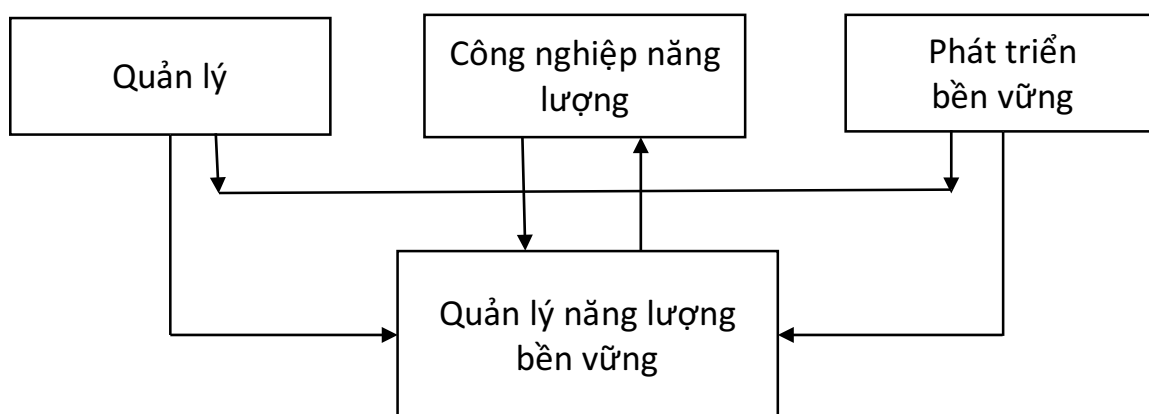 Quản lý
Công nghiệp năng
lượng
Phát triển
bền vững
Quản lý năng lượng
bền vững